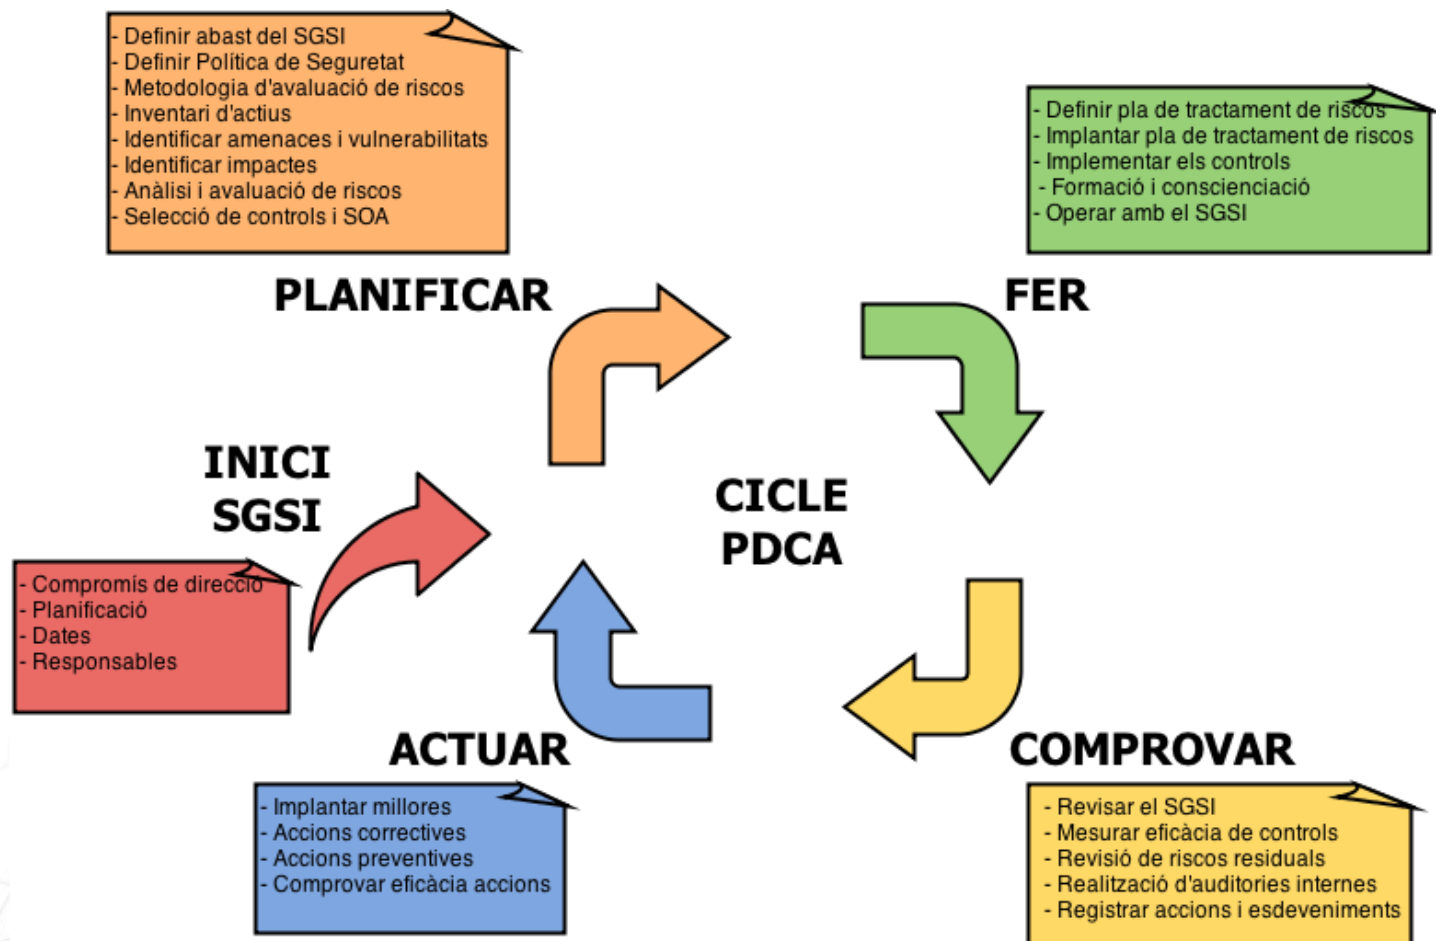 - Definir abast del SGSI
- Definir Política de Seguretat
- Metodologia d'avaluació de riscos
- Inventari d'actius
- Identificar amenaces i vulnerabilitats
- Identificar impactes
- Anàlisi i avaluació de riscos
- Selecció de controls i SOA
PLANIFICAR
- Definir pla de tractament de riscos
- Implantar pla de tractament de riscos
- Implementar els controls
- Formació i conscienciació
- Operar amb el SGSI
FER
INICI
SGSI
- Compromís de direcció
- Planificació
- Dates
- Responsables
CICLE
PDCA
ACTUAR
- Implantar millores
- Accions correctives
- Accions preventives
- Comprovar eficàcia accions
COMPROVAR
- Revisar el SGSI
- Mesurar eficàcia de controls
- Revisió de riscos residuals
- Realització d'auditories internes
- Registrar accions i esdeveniments